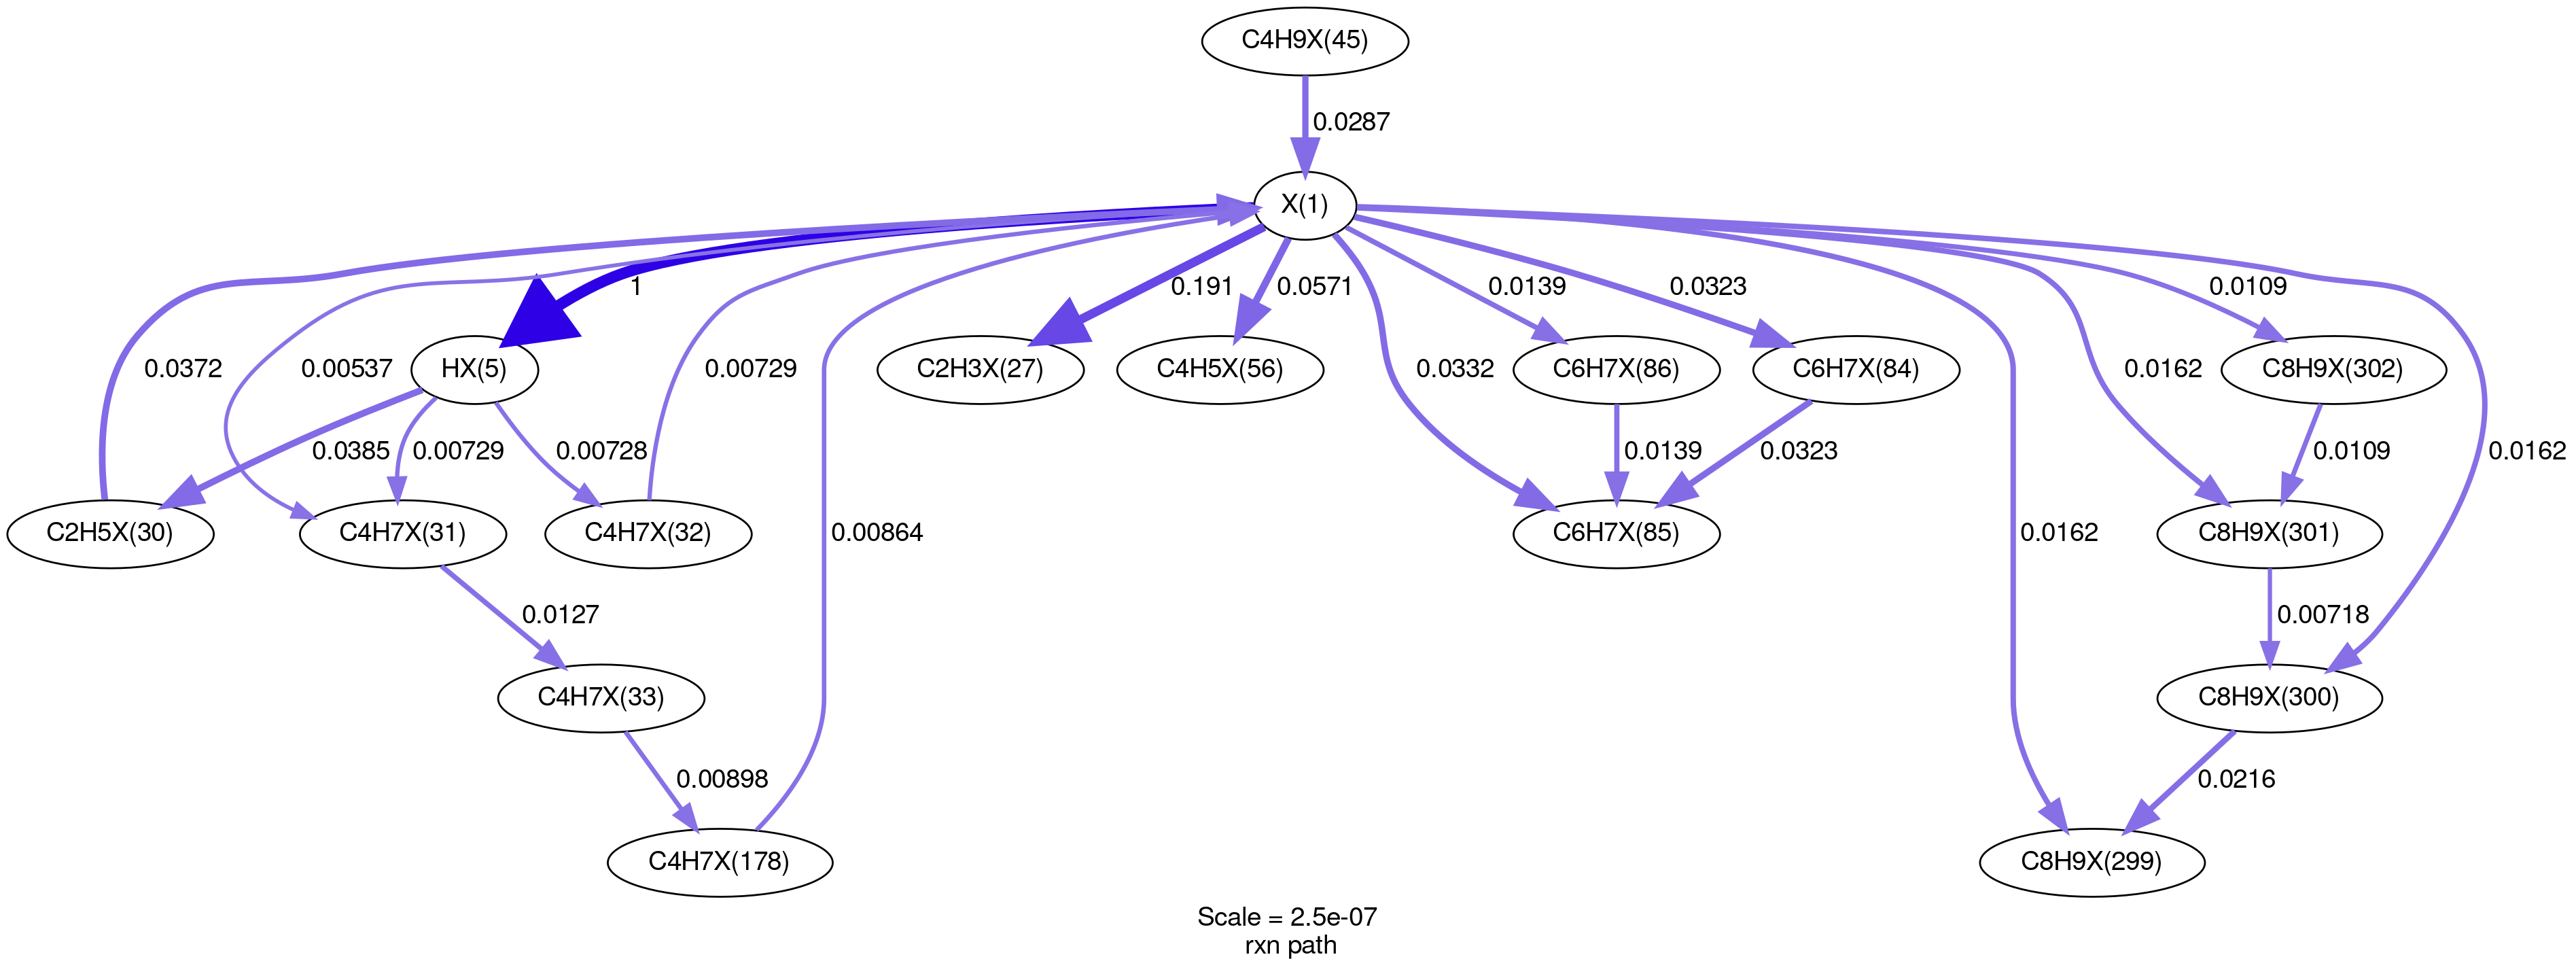 C4H9X(45)
0.0287
X(1)
1
0.191
0.0571
0.0139
0.0323
0.0109
0.0372
0.00537
HX(5)
0.00729
C2H3X(27)
C4H5X(56)
0.0332
C6H7X(86)
C6H7X(84)
0.0162
C8H9X(302)
0.0385
0.00729
0.00728
0.0139
0.0323
0.0109
0.0162
C2H5X(30)
C4H7X(31)
C4H7X(32)
0.00864
C6H7X(85)
0.0162
C8H9X(301)
0.0127
0.00718
C4H7X(33)
C8H9X(300)
0.00898
0.0216
C4H7X(178)
C8H9X(299)
Scale = 2.5e-07
rxn path